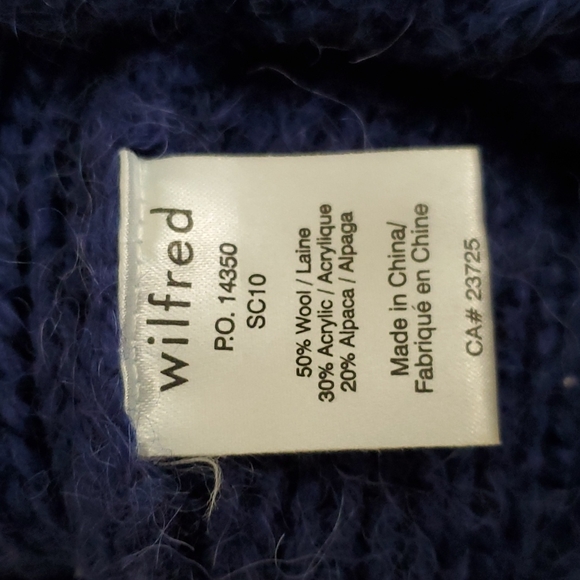 wilfred
P.O. 14350
SC10
50% Wool / Laine
30% Acrylic / Acrylique
20% Alpaca / Alpaga
Made in China/
Fabriqué en Chine
CA# 23725